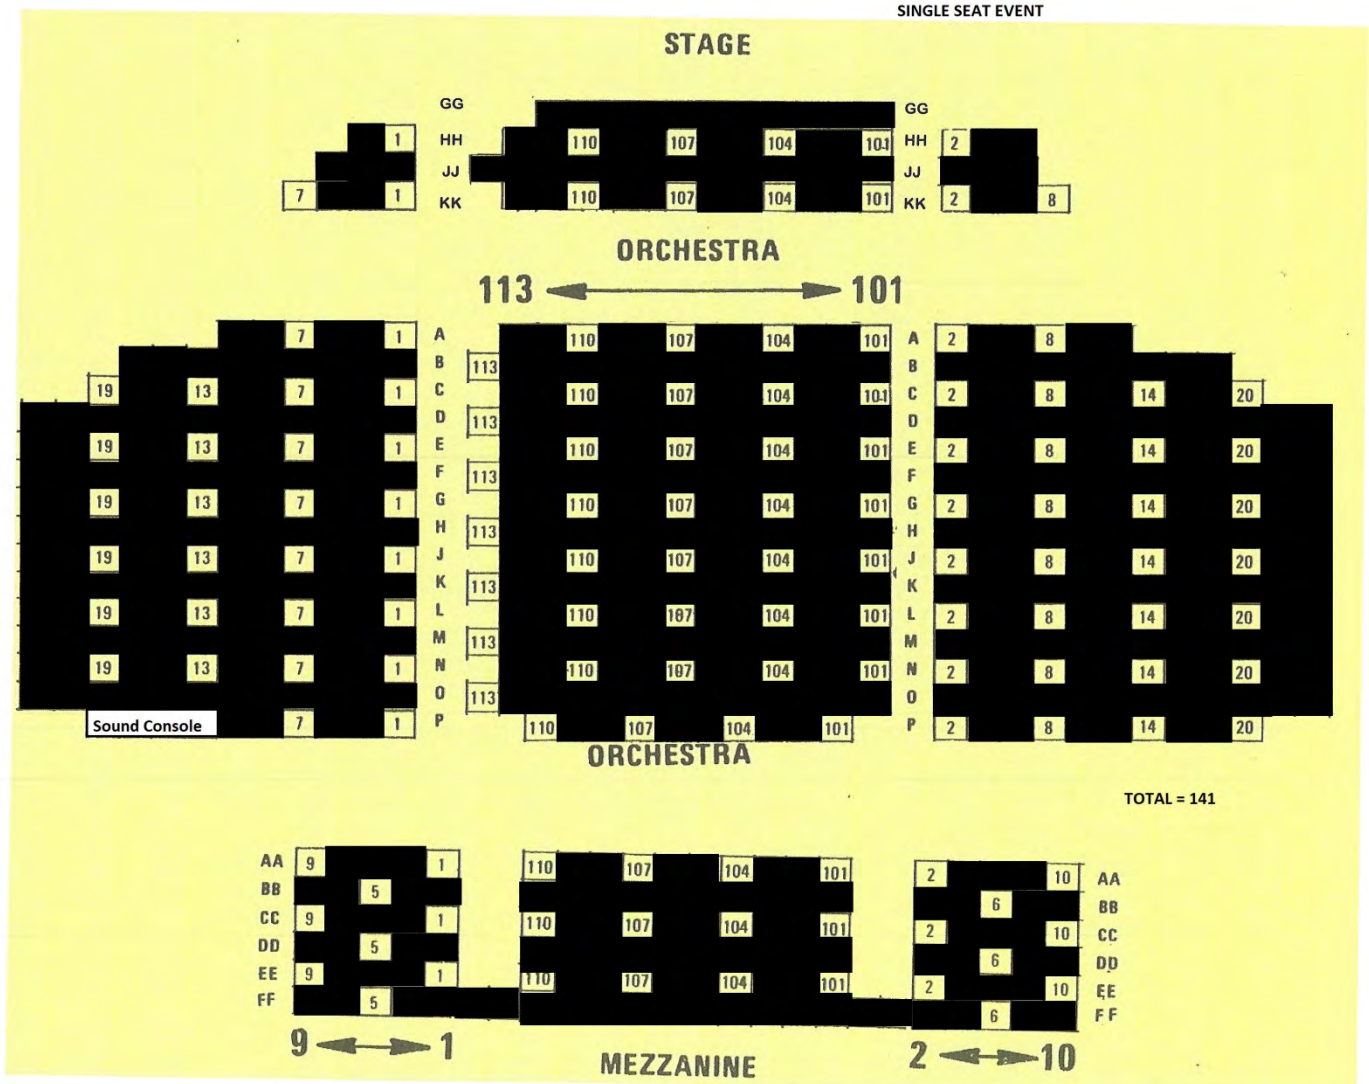 SINGLE SEAT EVENT
STAGE
GG GG
1 HH 110 107 104 101 HH 2
JJ JJ
7 1 KK 110 107 104 101 KK 2 8
ORCHESTRA
113 101
7 1 A 110 107 104 101 A 2 8
B 113 B
19 13 7 1 C 110 107 104 101 C 2 8 14 20
D 113 D
19 13 7 1 E 110 107 104 101 E 2 8 14 20
F 113 F
19 13 7 1 G 110 107 104 101 G 2 8 14 20
H 113 H
19 13 7 1 J 110 107 104 101 J 2 8 14 20
K 113 K
19 13 7 1 L 110 107 104 101 L 2 8 14 20
M 113 M
19 13 7 1 N 110 107 104 101 N 2 8 14 20
O 113 O
Sound Console 7 1 P 110 107 104 101 P 2 8 14 20
ORCHESTRA
TOTAL = 141
AA 9 1 110 107 104 101 2 10 AA
BB 5 6 BB
CC 9 1 110 107 104 101 2 10 CC
DD 5 6 DD
EE 9 1 110 107 104 101 2 10 EE
FF 5 6 FF
9 1 2 10
MEZZANINE